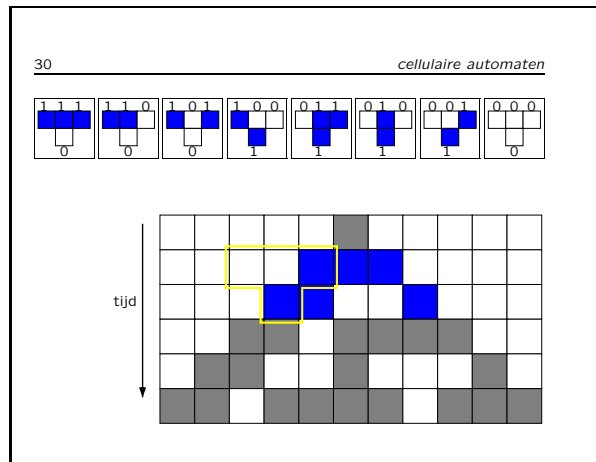 30 cellulaire automaten
1 1 1 1 1 0 1 0 1 1 0 0 0 1 1 0 1 0 0 0 1 0 0 0
0 0 0 1 1 1 1 0
tijd